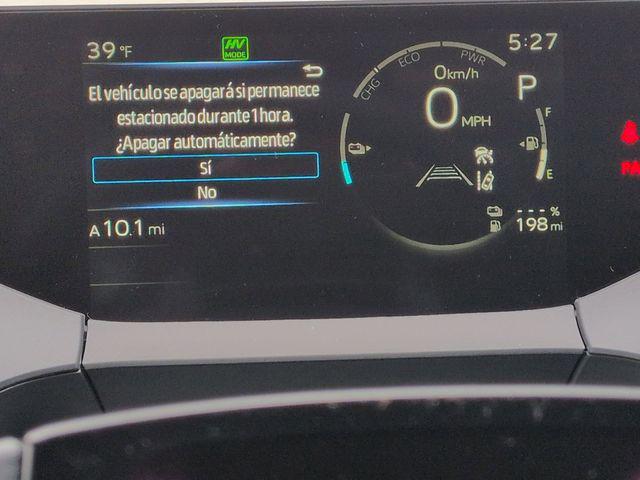 39 °F
HV
MODE
5:27
El vehículo se apagará si permanece
estacionado durante 1 hora.
¿Apagar automáticamente?
Sí
No
A 10.1 mi
CHG
ECO
PWR
0 km/h
0 MPH
P
F
E
--- %
198 mi